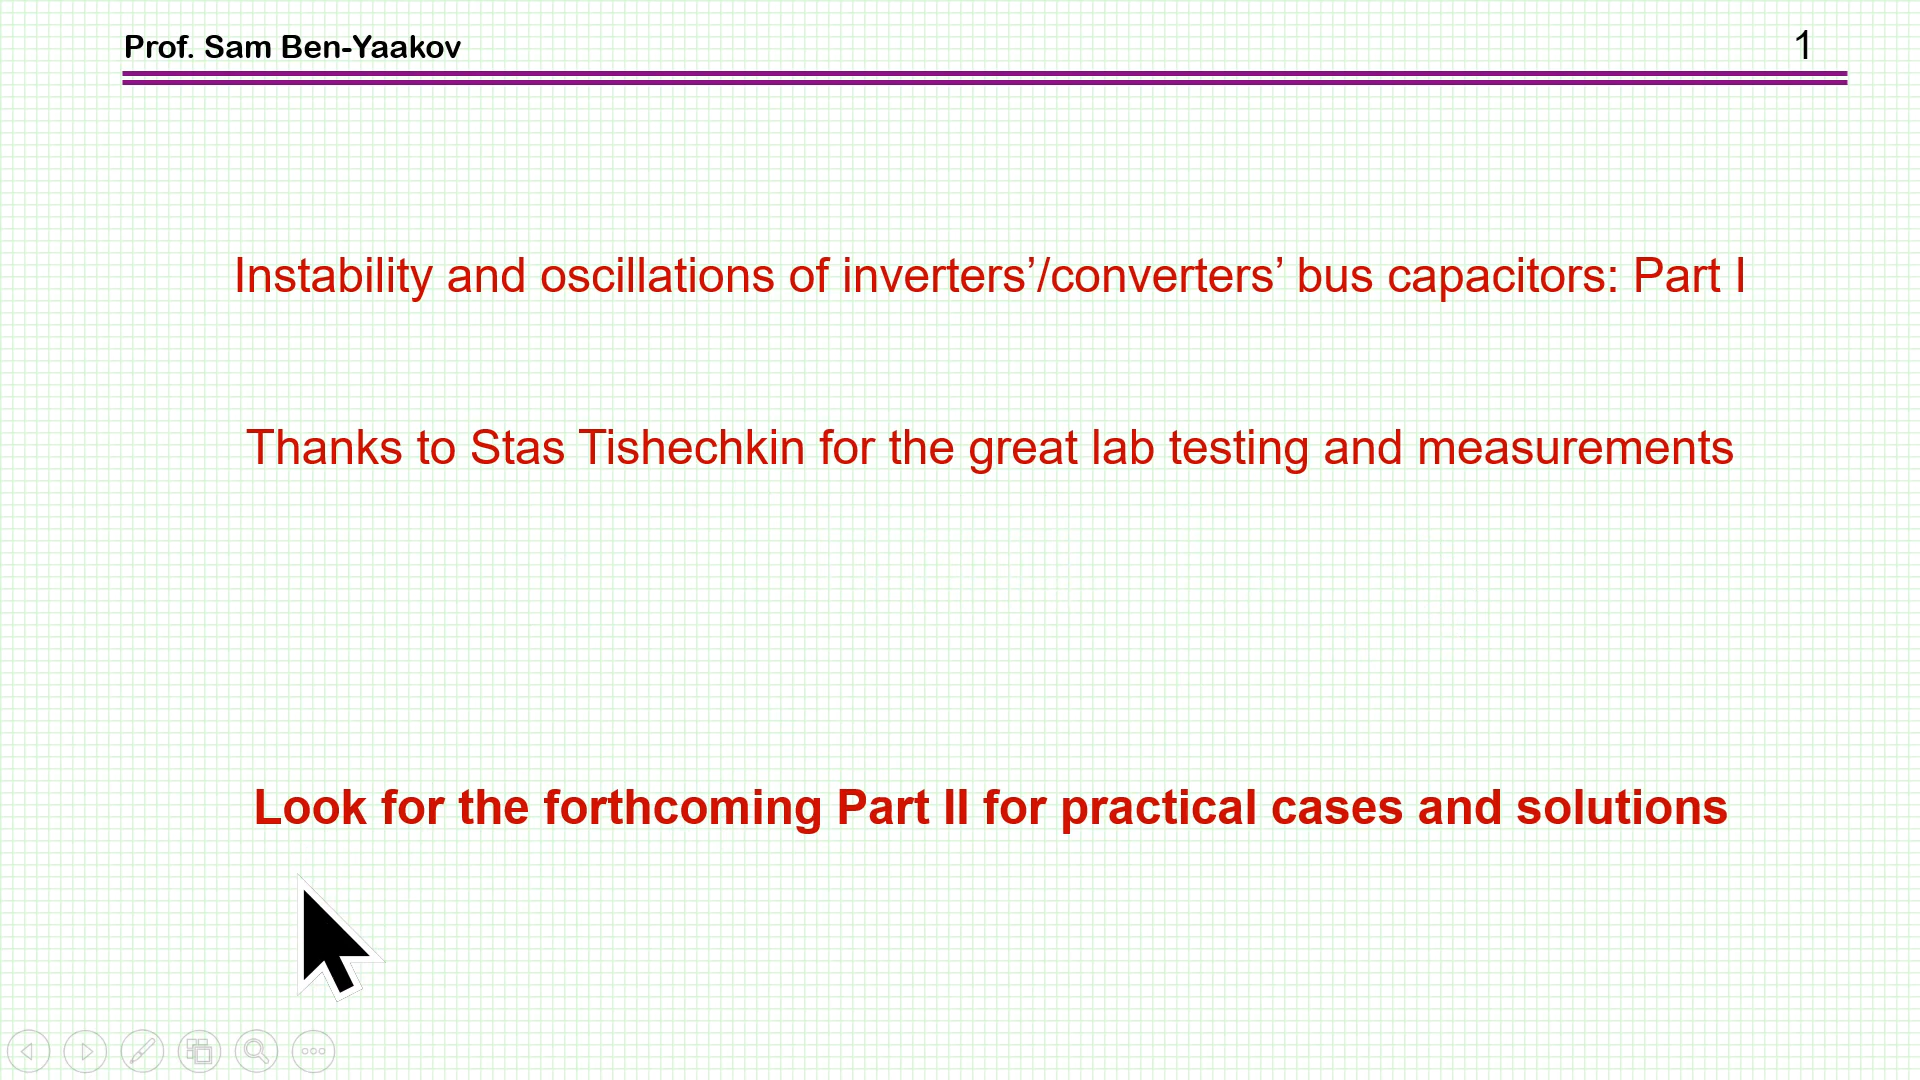 Prof. Sam Ben-Yaakov
1
Instability and oscillations of inverters’/converters’ bus capacitors: Part I
Thanks to Stas Tishechkin for the great lab testing and measurements
Look for the forthcoming Part II for practical cases and solutions